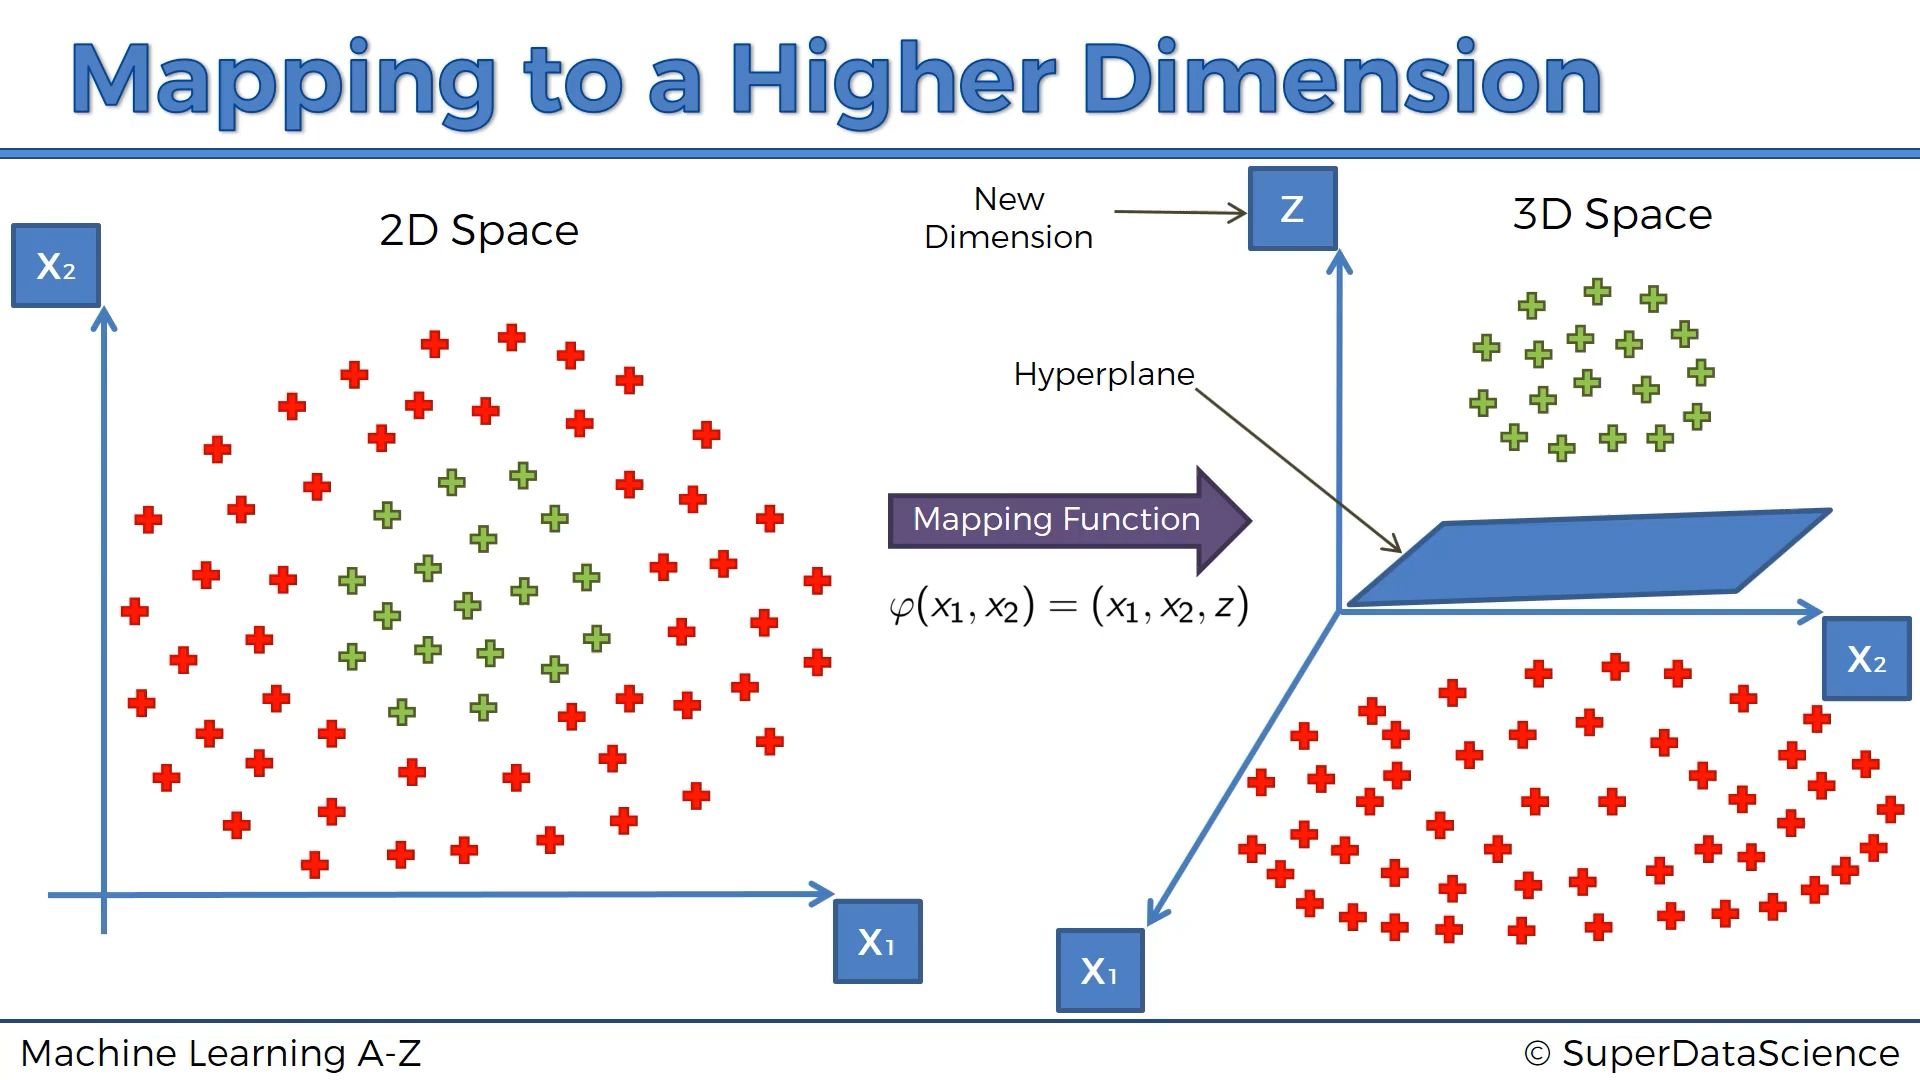 Mapping to a Higher Dimension
2D Space
X₂
X₁
New
Dimension
Z
3D Space
Hyperplane
Mapping Function
φ(x₁, x₂) = (x₁, x₂, z)
X₂
X₁
Machine Learning A-Z
© SuperDataScience